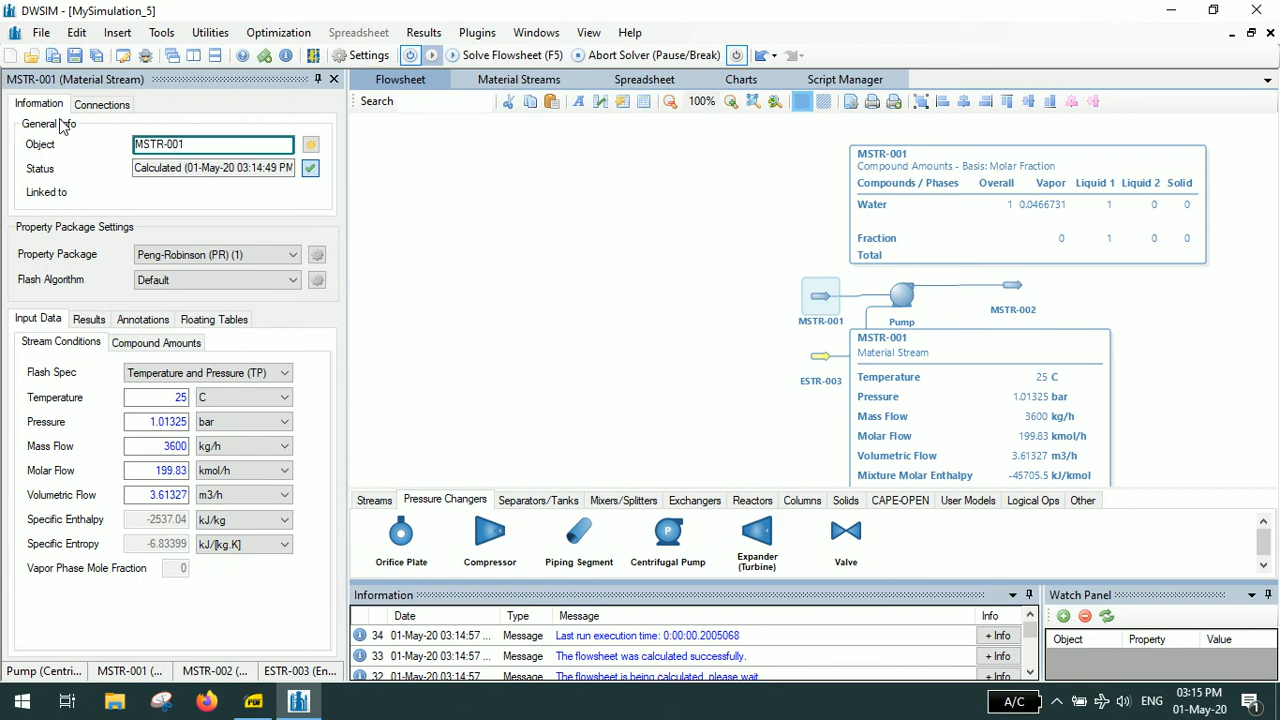 DWSIM - [MySimulation_5]
File Edit Insert Tools Utilities Optimization Spreadsheet Results Plugins Windows View Help
Settings Solve Flowsheet (F5) Abort Solver (Pause/Break)
MSTR-001 (Material Stream)
Flowsheet Material Streams Spreadsheet Charts Script Manager
Information Connections
Search 100%
General Info
Object MSTR-001
Status Calculated (01-May-20 03:14:49 PM
Linked to
Property Package Settings
Property Package Peng-Robinson (PR) (1)
Flash Algorithm Default
Input Data Results Annotations Floating Tables
Stream Conditions Compound Amounts
Flash Spec Temperature and Pressure (TP)
Temperature 25 C
Pressure 1.01325 bar
Mass Flow 3600 kg/h
Molar Flow 199.83 kmol/h
Volumetric Flow 3.61327 m3/h
Specific Enthalpy -2537.04 kJ/kg
Specific Entropy -6.83399 kJ/[kg.K]
Vapor Phase Mole Fraction 0
MSTR-001
Compound Amounts - Basis: Molar Fraction
Compounds / Phases Overall Vapor Liquid 1 Liquid 2 Solid
Water 1 0.0466731 1 0 0
Fraction 0 1 0 0
Total
MSTR-001
Pump
MSTR-002
ESTR-003
MSTR-001
Material Stream
Temperature 25 C
Pressure 1.01325 bar
Mass Flow 3600 kg/h
Molar Flow 199.83 kmol/h
Volumetric Flow 3.61327 m3/h
Mixture Molar Enthalpy -45705.5 kJ/kmol
Streams Pressure Changers Separators/Tanks Mixers/Splitters Exchangers Reactors Columns Solids CAPE-OPEN User Models Logical Ops Other
P
Orifice Plate Compressor Piping Segment Centrifugal Pump Expander (Turbine) Valve
Information
Date Type Message Info
34 01-May-20 03:14:57 ... Message Last run execution time: 0:00:00.2005068 + Info
33 01-May-20 03:14:57 ... Message The flowsheet was calculated successfully. + Info
32 01-May-20 03:14:57 ... Message The flowsheet is being calculated, please wait + Info
Watch Panel
Object Property Value
Pump (Centri... MSTR-001 (... MSTR-002 (... ESTR-003 (En...
A/C ENG 03:15 PM
01-May-20
1